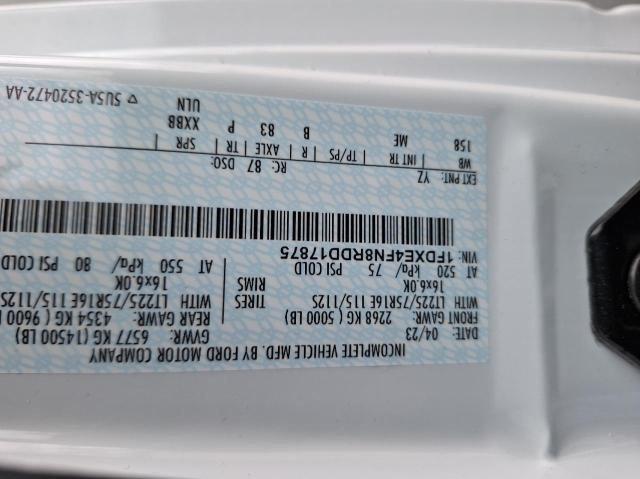 INCOMPLETE VEHICLE MFD. BY FORD MOTOR COMPANY
DATE: 04/23 GVWR: 6577 KG (14500 LB)
FRONT GAWR: 2268 KG (5000 LB) REAR GAWR: 4354 KG (9600
WITH LT225/75R16E 115/112S TIRES WITH LT225/75R16E 115/112S
16x6.0K RIMS 16x6.0K
AT 520 kPa/ 75 PSI COLD AT 550 kPa/ 80 PSI COLD
VIN: 1FDXE4FN8RDD17875
EXT PNT: YZ RC: 87 DSO:
WB INT TR TP/PS R AXLE TR SPR
158 ME B 83 P XXBB
ULN
▽ 5USA-3520472-AA